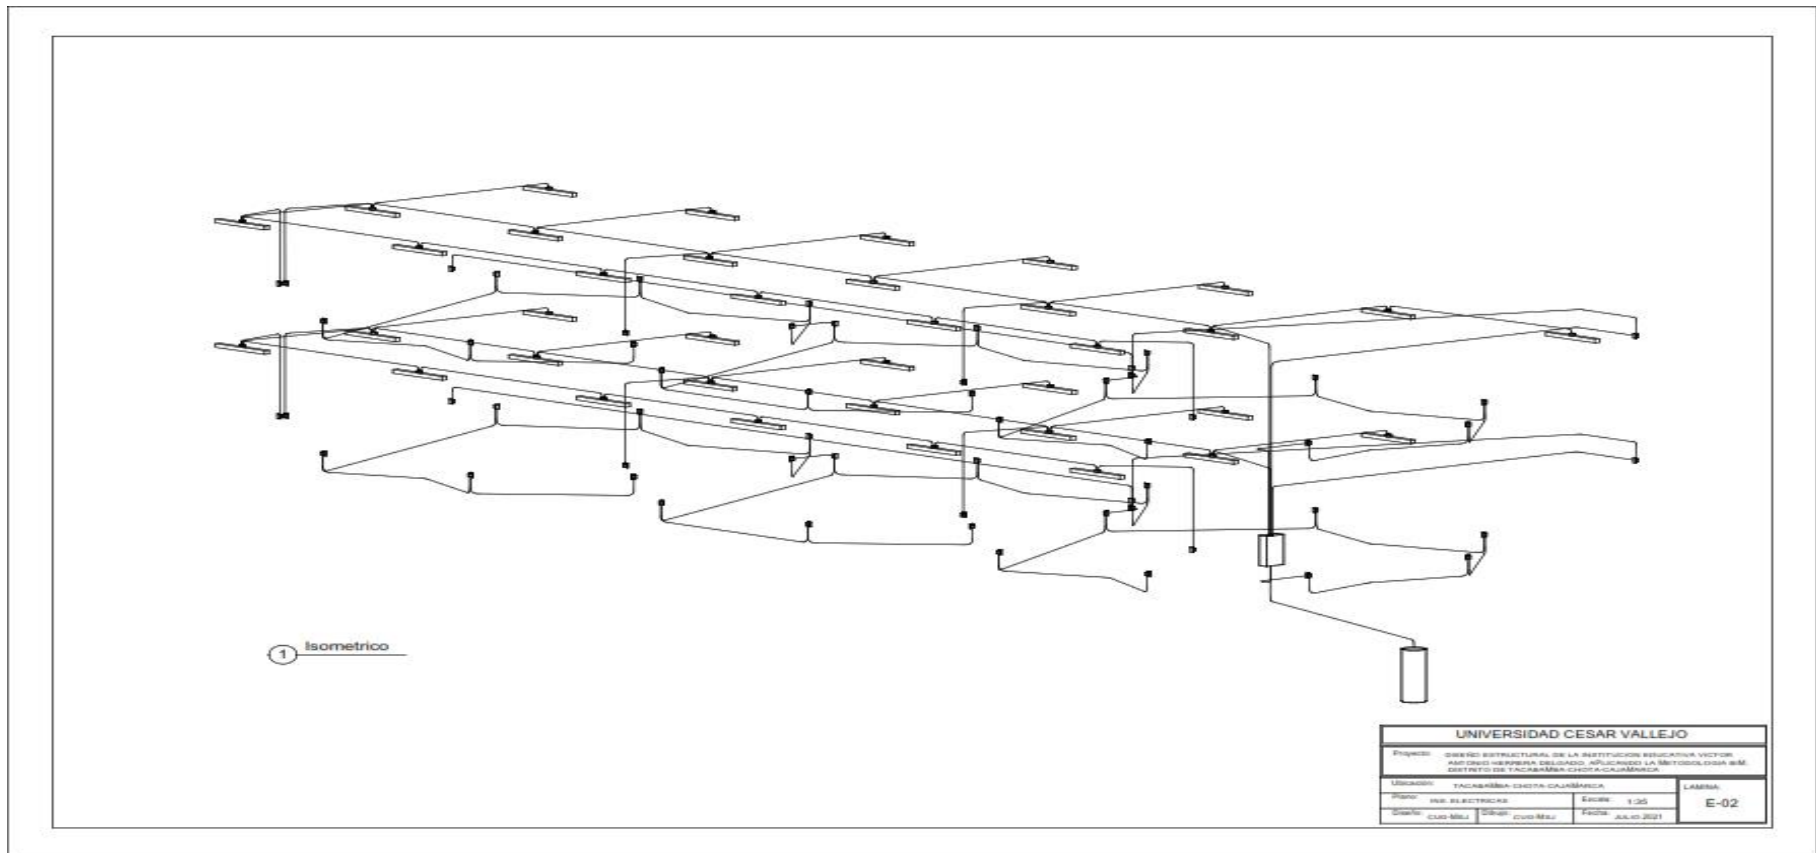 1 Isometrico
UNIVERSIDAD CESAR VALLEJO
Proyecto: DISEÑO ESTRUCTURAL DE LA INSTITUCION EDUCATIVA VICTOR
ANTONIO HERRERA DELGADO, APLICANDO LA METODOLOGIA BIM,
DISTRITO DE TACABAMBA-CHOTA-CAJAMARCA
Ubicación: TACABAMBA-CHOTA-CAJAMARCA
LAMINA:
Plano: INS. ELECTRICAS
Escala: 1:35
E-02
Diseño:
Dibujo:
Fecha: JULIO-2021